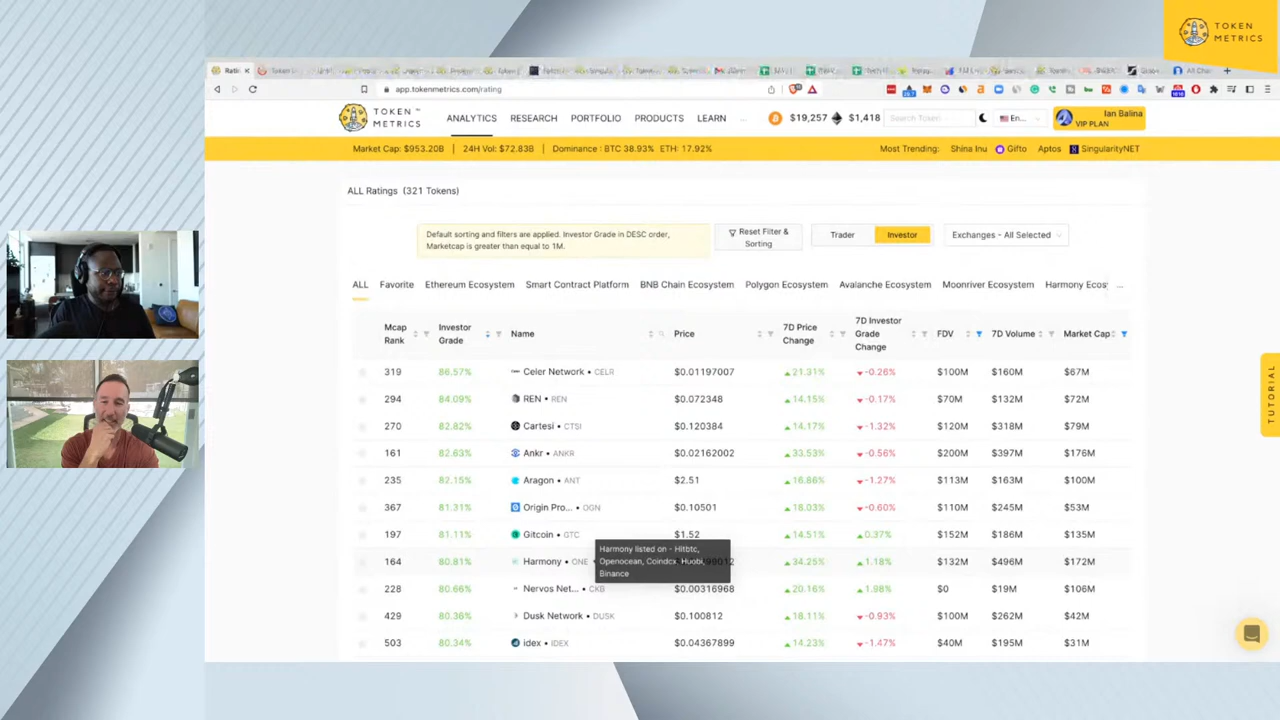 TOKEN
METRICS
app.tokenmetrics.com/rating
TOKEN ™
METRICS
ANALYTICS RESEARCH PORTFOLIO PRODUCTS LEARN ... $19,257 $1,418 Search Token En... Ian Balina
VIP PLAN
Market Cap: $953.20B | 24H Vol: $72.83B | Dominance : BTC 38.93% ETH: 17.92% Most Trending: Shina Inu Gifto Aptos SingularityNET
ALL Ratings (321 Tokens)
Default sorting and filters are applied. Investor Grade in DESC order,
Marketcap is greater than equal to 1M.
Reset Filter &
Sorting
Trader Investor Exchanges - All Selected
ALL Favorite Ethereum Ecosystem Smart Contract Platform BNB Chain Ecosystem Polygon Ecosystem Avalanche Ecosystem Moonriver Ecosystem Harmony Ecos ...
Mcap
Rank
Investor
Grade
Name
Price
7D Price
Change
7D Investor
Grade
Change
FDV
7D Volume
Market Cap
319 86.57% Celer Network • CELR $0.01197007 21.31% -0.26% $100M $160M $67M
294 84.09% REN • REN $0.072348 14.15% -0.17% $70M $132M $72M
270 82.82% Cartesi • CTSI $0.120384 14.17% -1.32% $120M $318M $79M
161 82.63% Ankr • ANKR $0.02162002 33.53% -0.56% $200M $397M $176M
235 82.15% Aragon • ANT $2.51 16.86% -1.27% $113M $163M $100M
367 81.31% Origin Pro... • OGN $0.10501 18.03% -0.60% $110M $245M $53M
197 81.11% Gitcoin • GTC $1.52 14.51% 0.37% $152M $186M $135M
164 80.81% Harmony • ONE 34.25% 1.18% $132M $496M $172M
Harmony listed on - Hitbtc,
Openocean, Coindcx, Huobi,
Binance
228 80.66% Nervos Net... • CKB $0.00316968 20.16% 1.98% $0 $19M $106M
429 80.38% Dusk Network • DUSK $0.100812 18.11% -0.93% $100M $262M $42M
503 80.34% idex • IDEX $0.04367899 14.23% -1.47% $40M $195M $31M
TUTORIAL